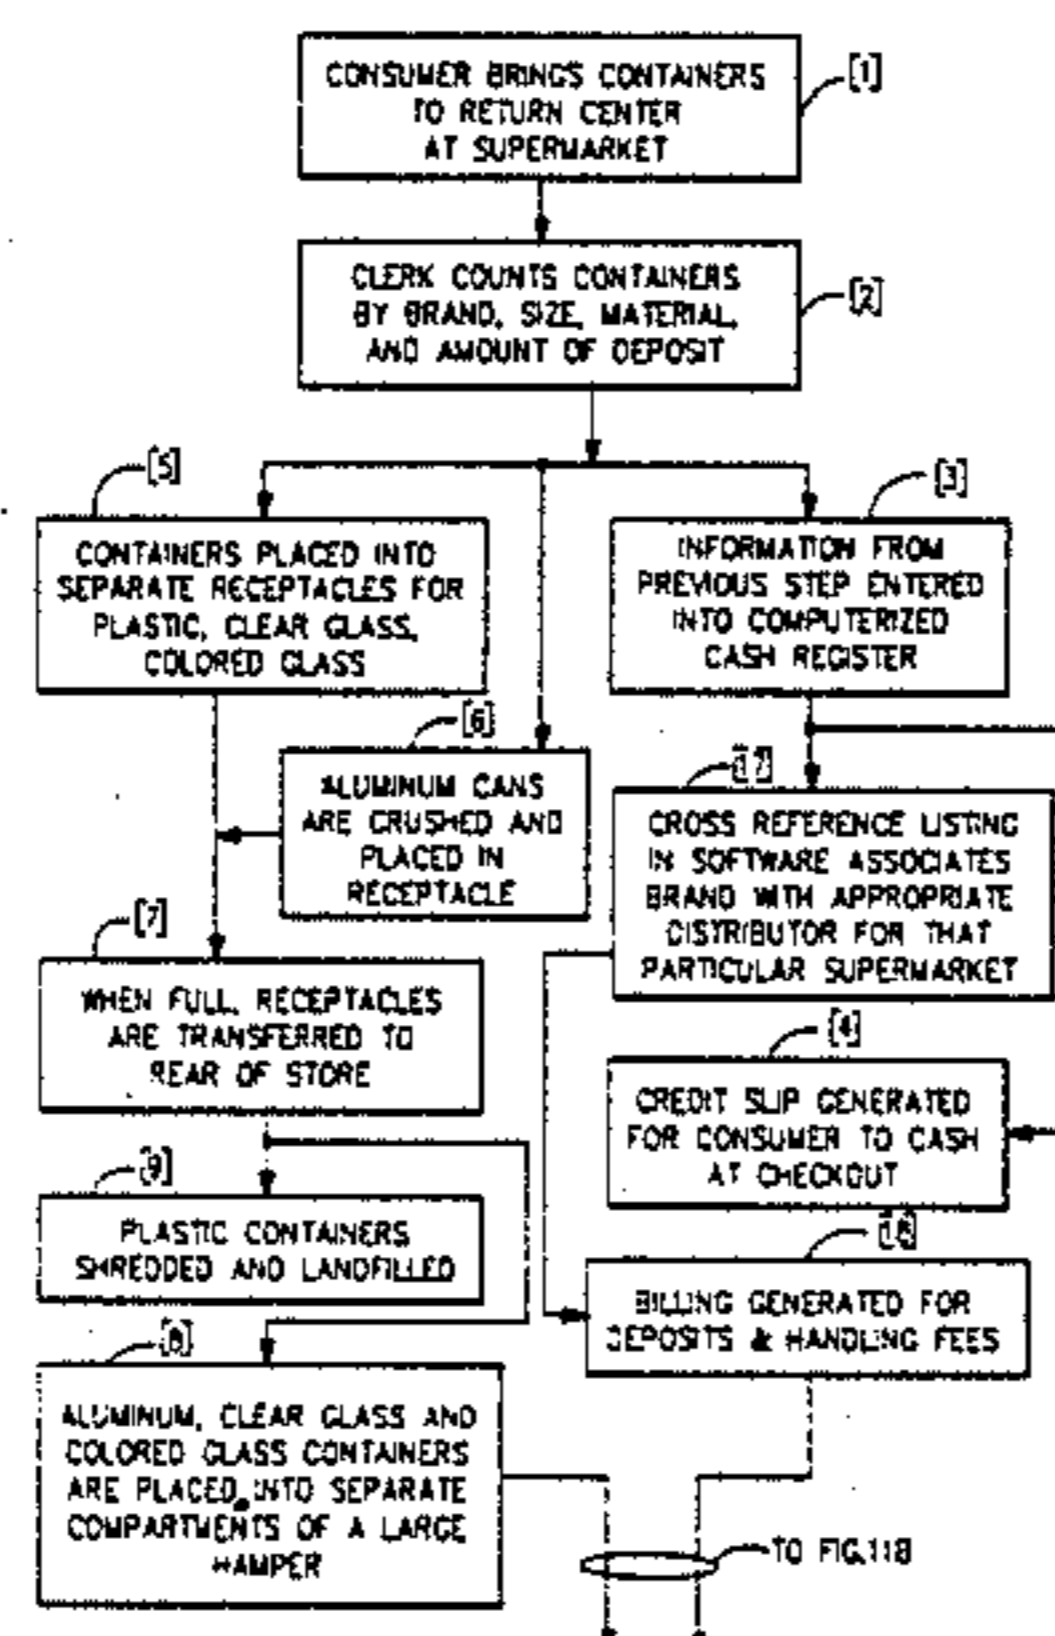 CONSUMER BRINGS CONTAINERS
TO RETURN CENTER
AT SUPERMARKET
[1]
CLERK COUNTS CONTAINERS
BY BRAND, SIZE, MATERIAL,
AND AMOUNT OF DEPOSIT
[2]
[5]
CONTAINERS PLACED INTO
SEPARATE RECEPTACLES FOR
PLASTIC, CLEAR GLASS,
COLORED GLASS
[3]
INFORMATION FROM
PREVIOUS STEP ENTERED
INTO COMPUTERIZED
CASH REGISTER
[6]
ALUMINUM CANS
ARE CRUSHED AND
PLACED IN
RECEPTACLE
[17]
CROSS REFERENCE LISTING
IN SOFTWARE ASSOCIATES
BRAND WITH APPROPRIATE
DISTRIBUTOR FOR THAT
PARTICULAR SUPERMARKET
[7]
WHEN FULL, RECEPTACLES
ARE TRANSFERRED TO
REAR OF STORE
[4]
CREDIT SLIP GENERATED
FOR CONSUMER TO CASH
AT CHECKOUT
[9]
PLASTIC CONTAINERS
SHREDDED AND LANDFILLED
BILLING GENERATED FOR
DEPOSITS & HANDLING FEES
[8]
ALUMINUM, CLEAR GLASS AND
COLORED GLASS CONTAINERS
ARE PLACED INTO SEPARATE
COMPARTMENTS OF A LARGE
HAMPER
TO FIG.11B